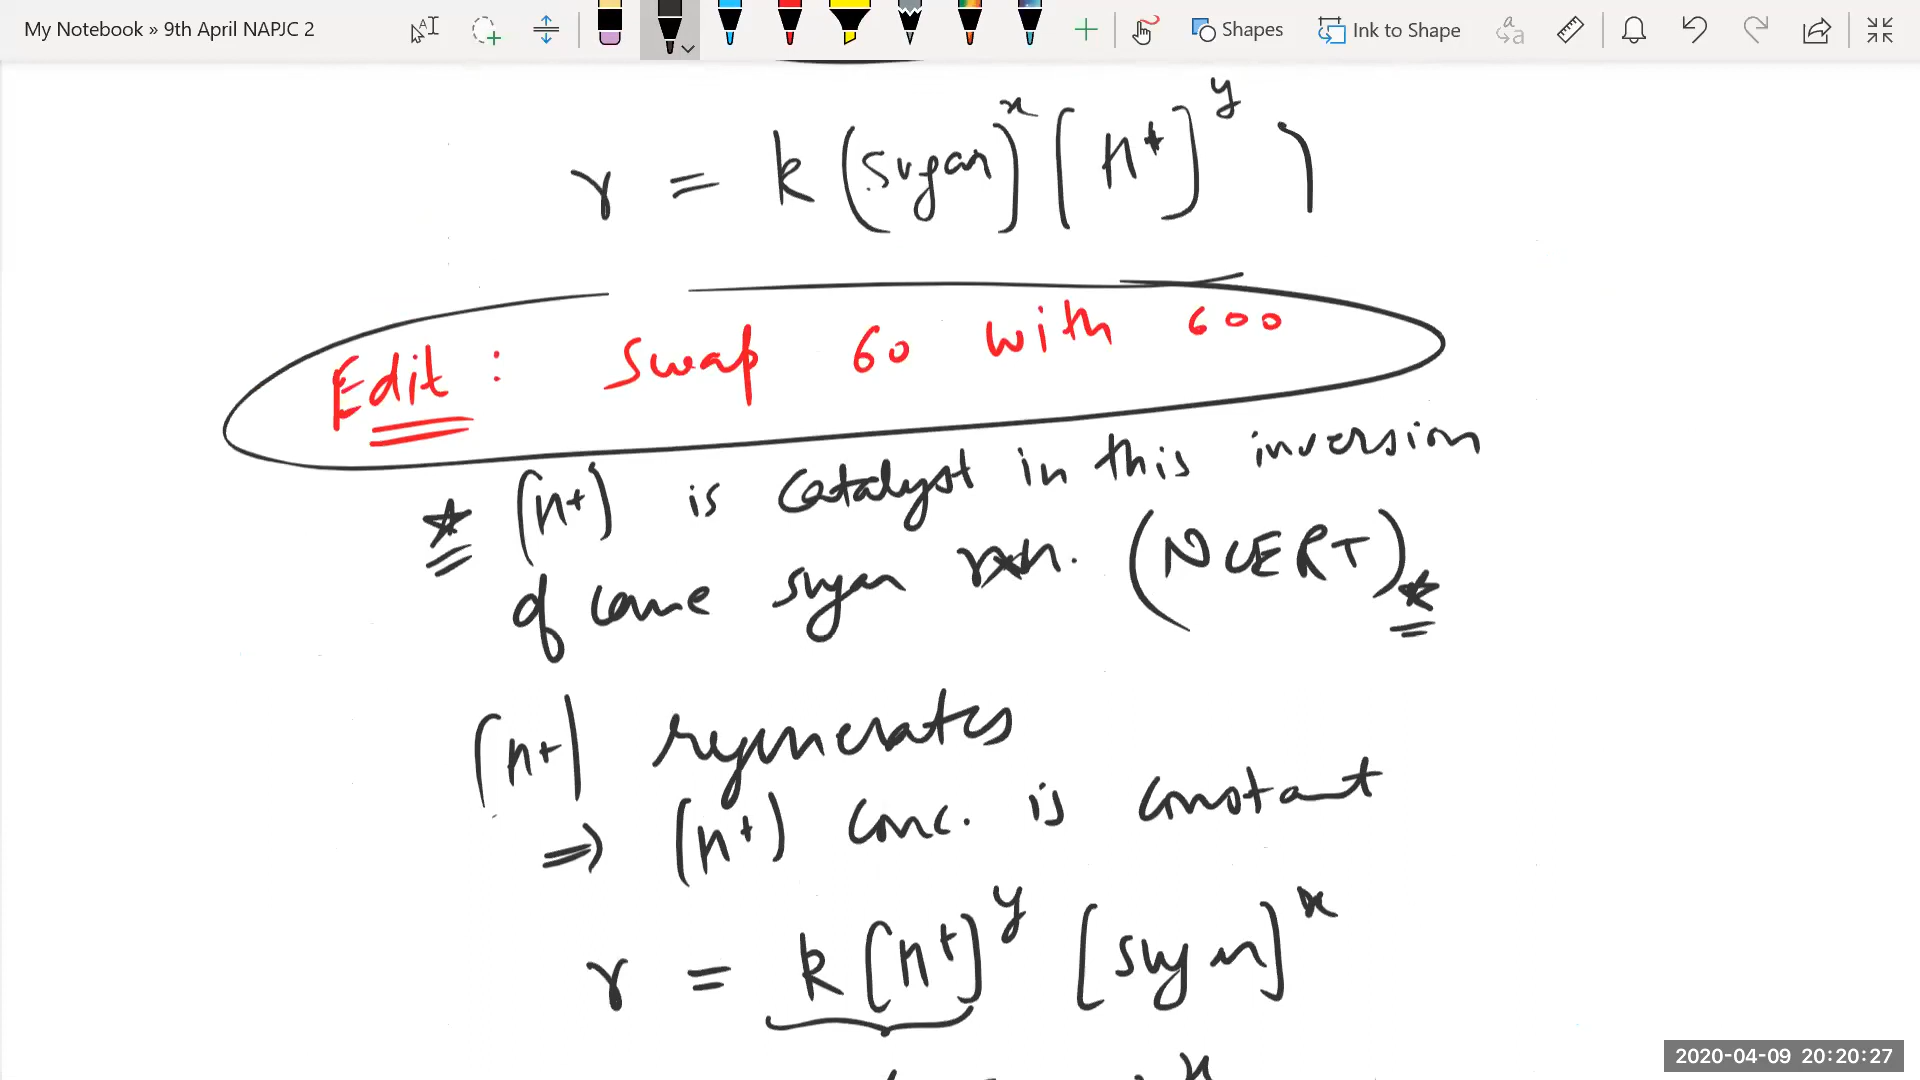 My Notebook » 9th April NAPJC 2
Shapes
Ink to Shape
r = k (sugar)^x [H+]^y )
Edit : Swap 60 with 600
* (H+) is catalyst in this inversion
of cane sugar rxn. (NCERT) *
[H+] regenerates
⇒ (H+) conc. is constant
r = k [H+]^y [sugar]^x
x
2020-04-09 20:20:27